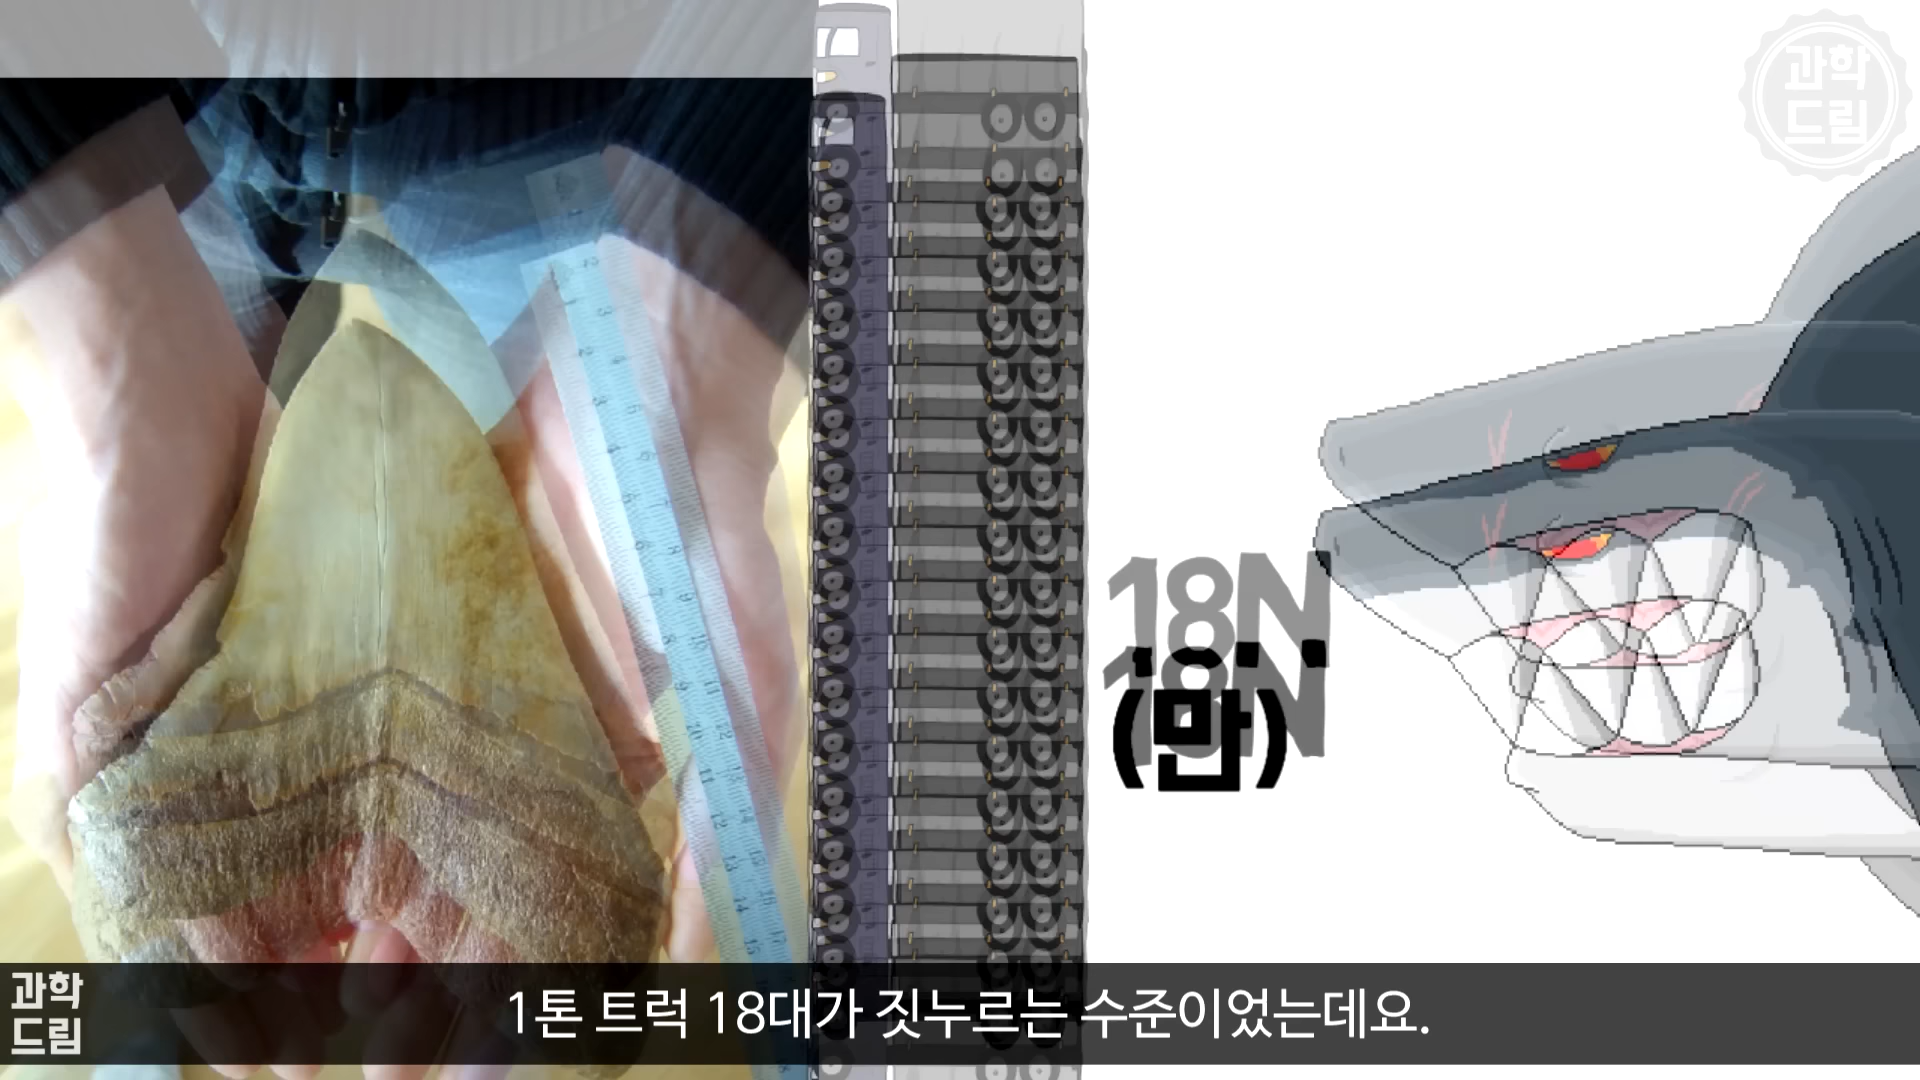 과학
드림
18N
18N
(만)
과학
드림
1톤 트럭 18대가 짓누르는 수준이었는데요.